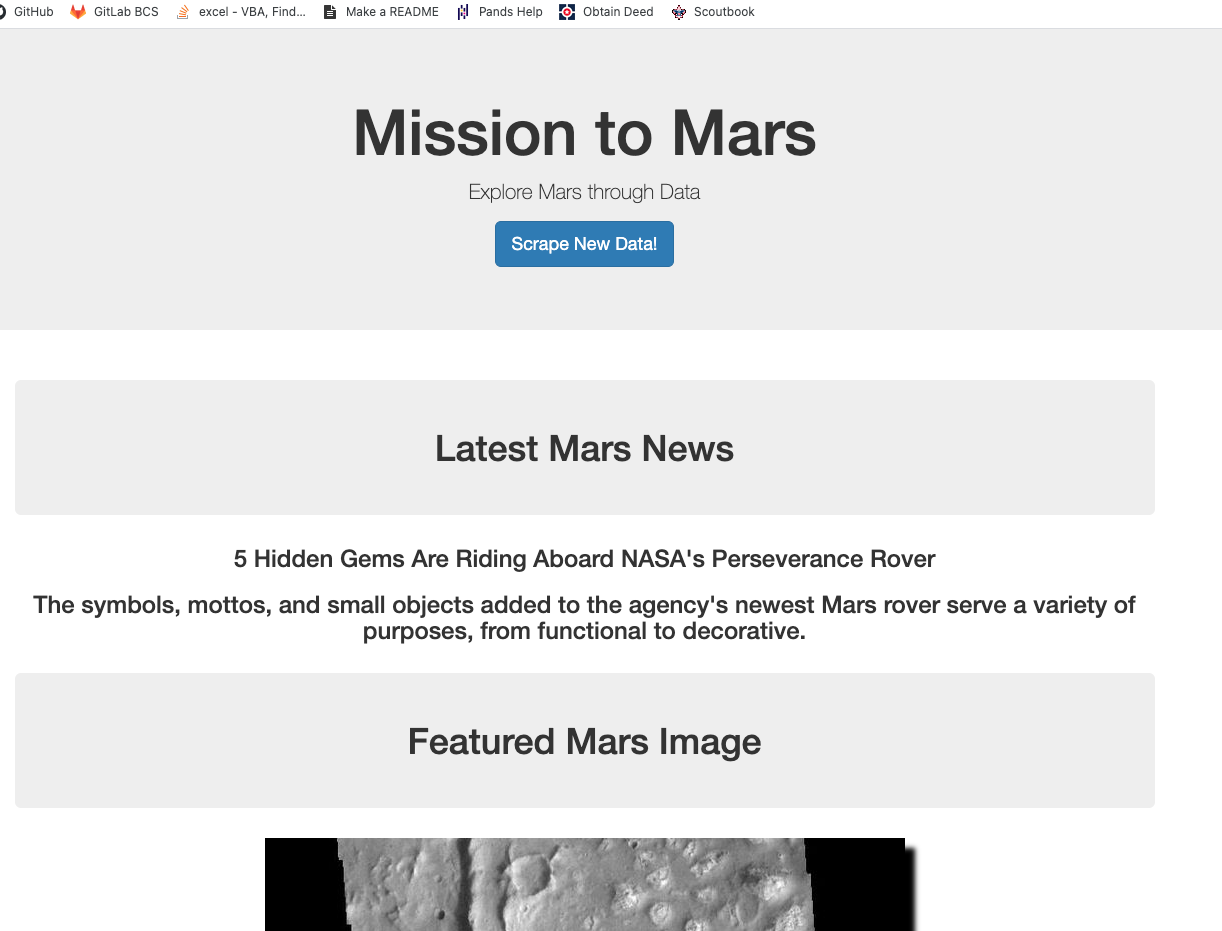 GitHub GitLab BCS excel - VBA, Find... Make a README Pands Help Obtain Deed Scoutbook
Mission to Mars
Explore Mars through Data
Scrape New Data!
Latest Mars News
5 Hidden Gems Are Riding Aboard NASA's Perseverance Rover
The symbols, mottos, and small objects added to the agency's newest Mars rover serve a variety of
purposes, from functional to decorative.
Featured Mars Image